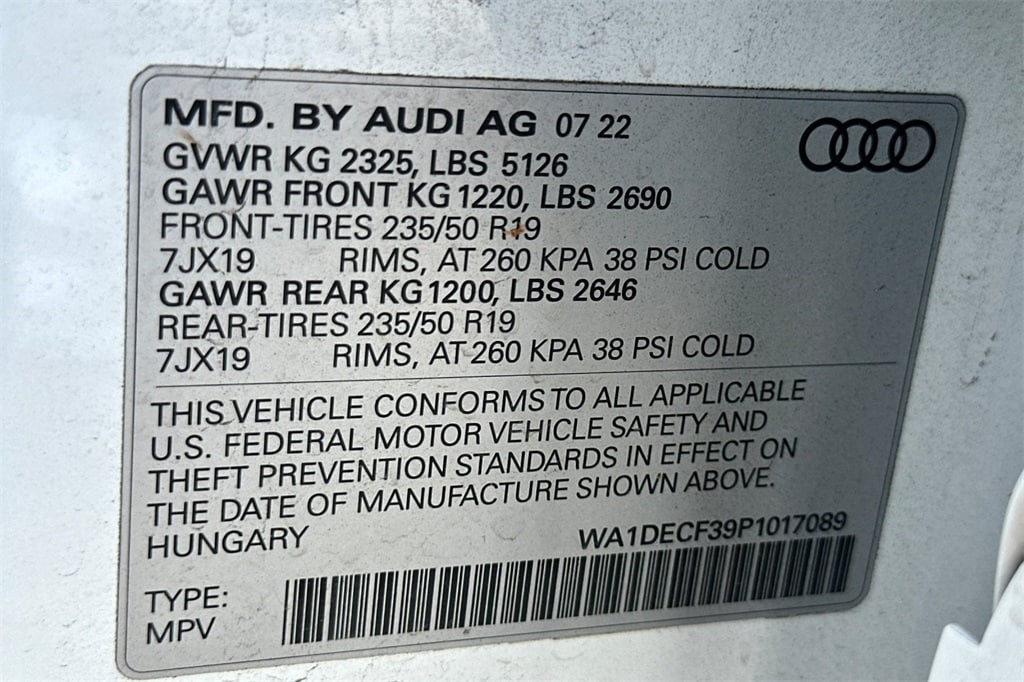 MFD. BY AUDI AG 07 22
GVWR KG 2325, LBS 5126
GAWR FRONT KG 1220, LBS 2690
FRONT-TIRES 235/50 R19
7JX19 RIMS, AT 260 KPA 38 PSI COLD
GAWR REAR KG 1200, LBS 2646
REAR-TIRES 235/50 R19
7JX19 RIMS, AT 260 KPA 38 PSI COLD
THIS VEHICLE CONFORMS TO ALL APPLICABLE
U.S. FEDERAL MOTOR VEHICLE SAFETY AND
THEFT PREVENTION STANDARDS IN EFFECT ON
THE DATE OF MANUFACTURE SHOWN ABOVE.
HUNGARY WA1DECF39P1017089
TYPE:
MPV